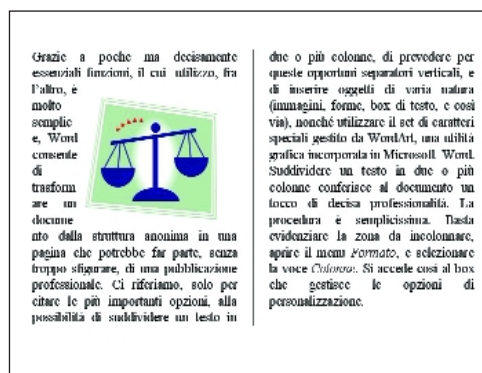 Grazie a poche ma decisamente
essenziali funzioni, il cui utilizzo, fra
l'altro, è
molto
semplic
e, Word
consente
di
trasform
are un
docume
nto dalla struttura anonima in una
pagina che potrebbe far parte, senza
troppo sfigurare, di una pubblicazione
professionale. Ci riferiamo, solo per
citare le più importanti opzioni, alla
possibilità di suddividere un testo in
due o più colonne, di prevedere per
queste opportuni separatori verticali, e
di inserire oggetti di varia natura
(immagini, forme, box di testo, e così
via), nonché utilizzare il set di caratteri
speciali gestito da WordArt, una utilità
grafica incorporata in Microsoft Word.
Suddividere un testo in due o più
colonne conferisce al documento un
tocco di decisa professionalità. La
procedura è semplicissima. Basta
evidenziare la zona da incolonnare,
aprire il menu Formato, e selezionare
la voce Colonne. Si accede così al box
che gestisce le opzioni di
personalizzazione.